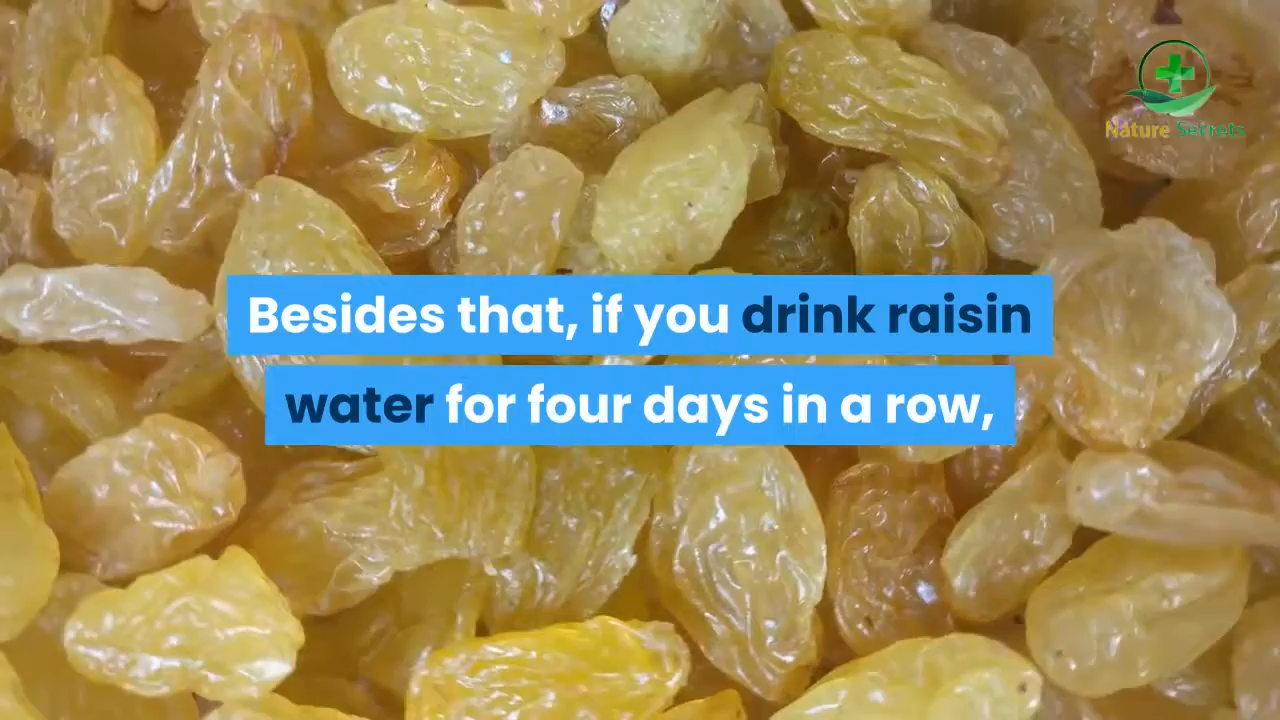 Nature Secrets
Besides that, if you drink raisin
water for four days in a row,